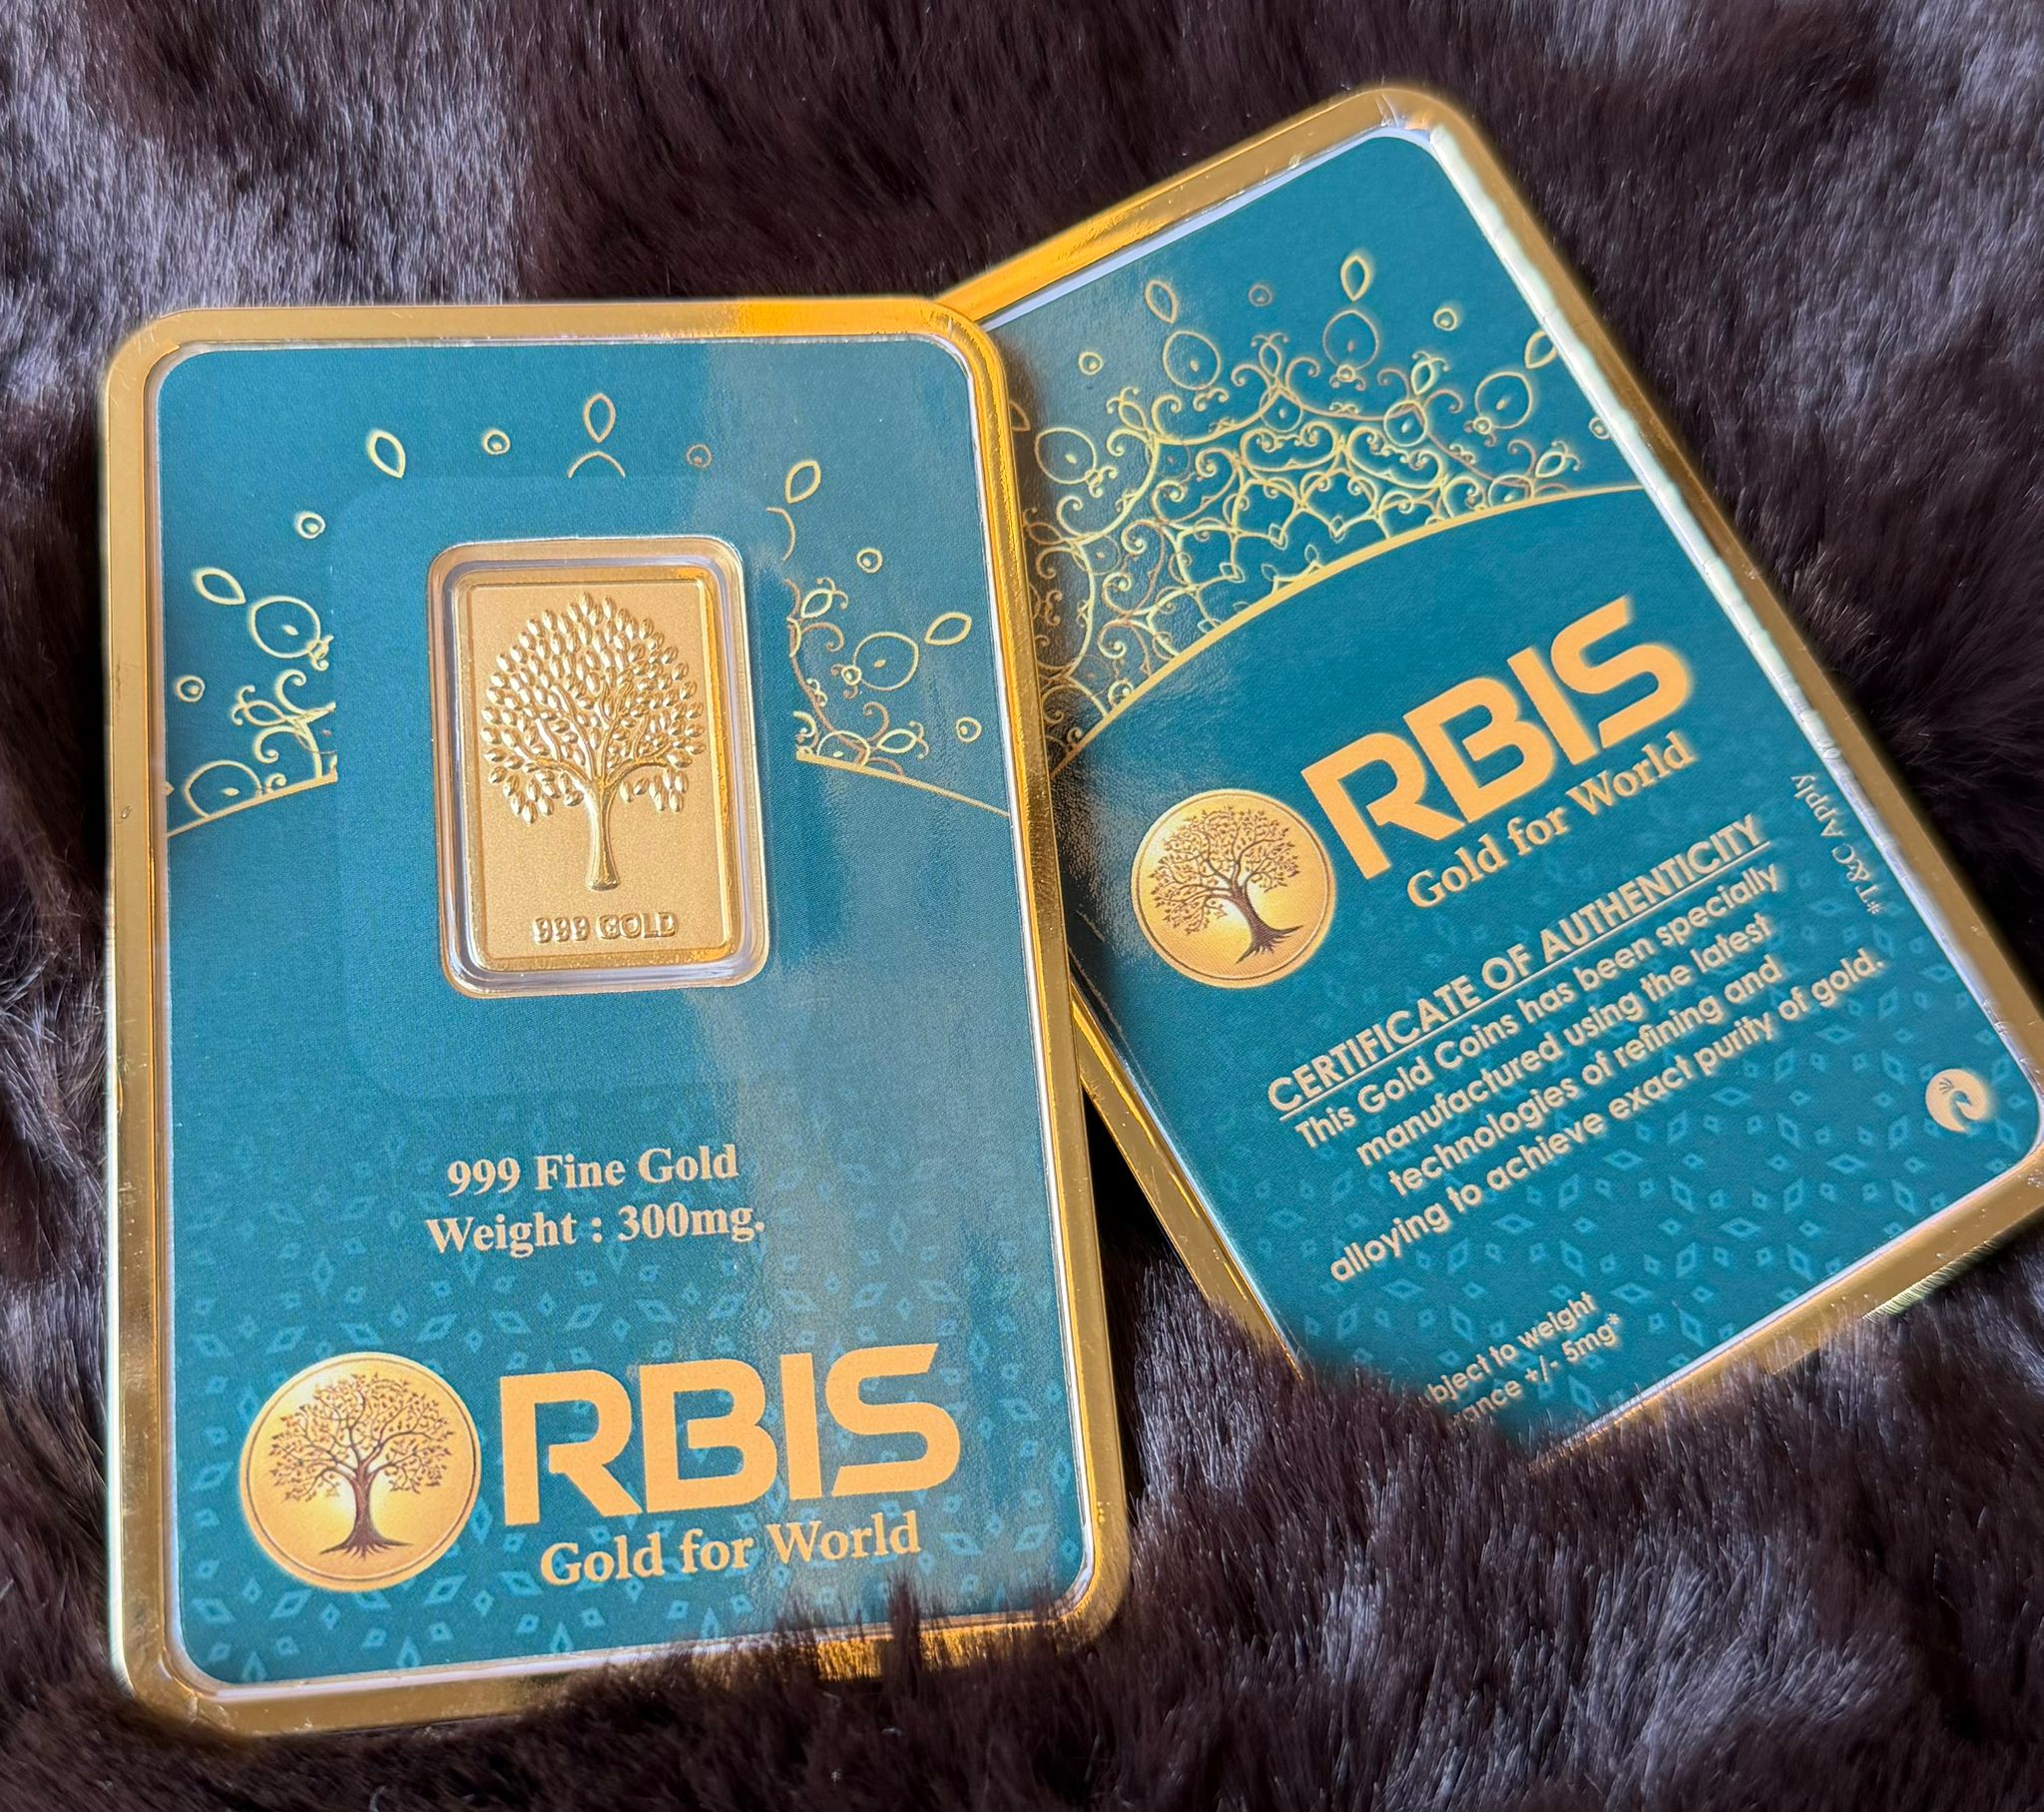 999 GOLD
999 Fine Gold
Weight : 300mg.
RBIS
Gold for World
RBIS
Gold for World
CERTIFICATE OF AUTHENTICITY
This Gold Coins has been specially
manufactured using the latest
technologies of refining and
alloying to achieve exact purity of gold.
to weight
+/- 5mg*
*T&C Apply